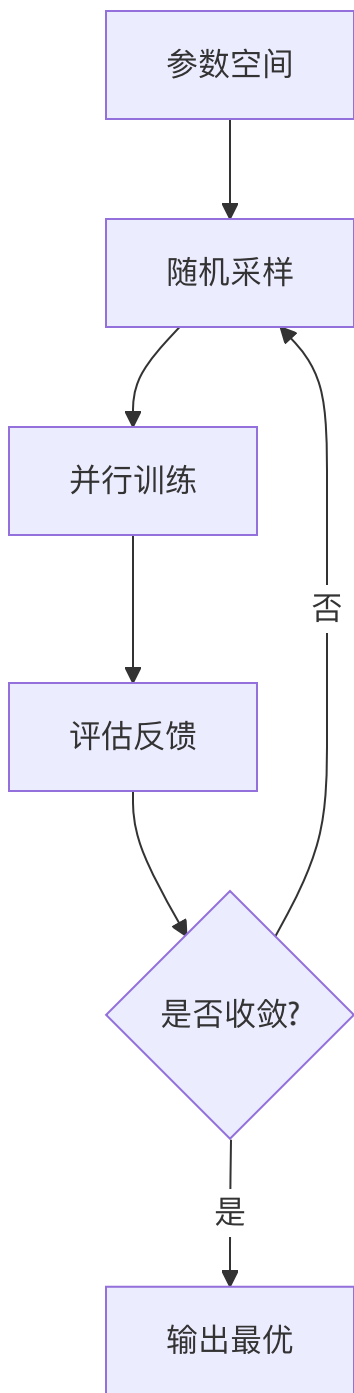 参数空间
随机采样
并行训练
否
评估反馈
是否收敛?
是
输出最优